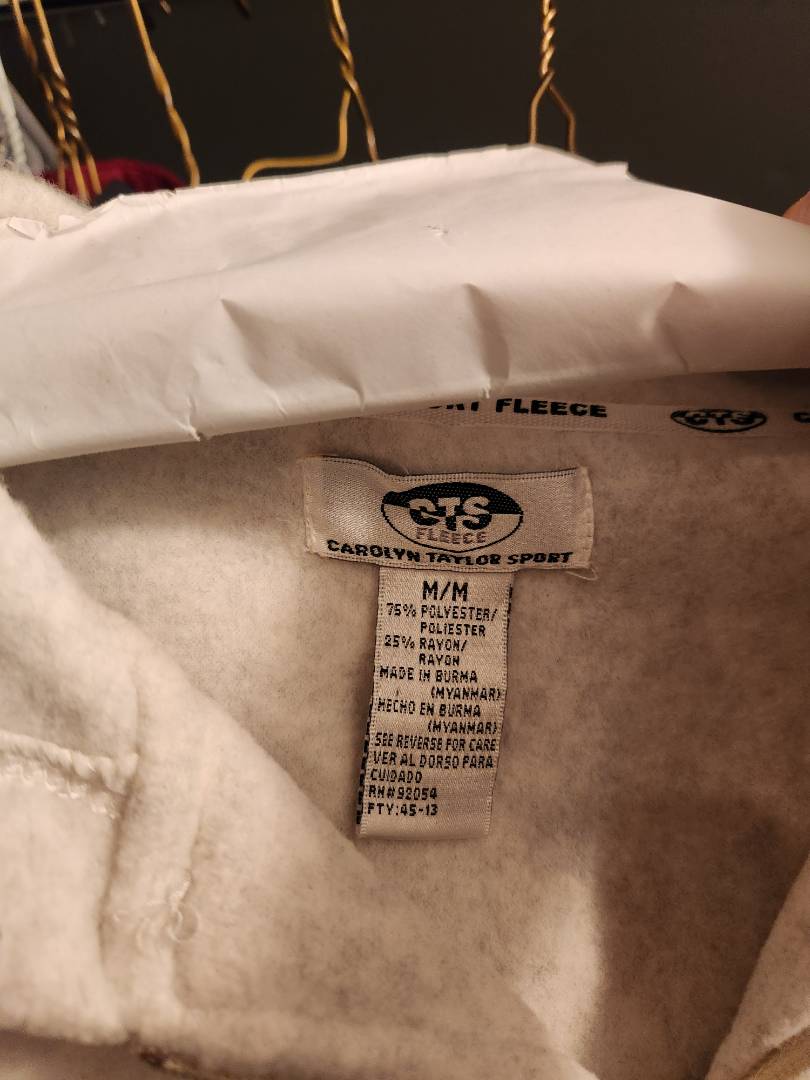 FLEECE CTS
CTS
FLEECE
CAROLYN TAYLOR SPORT
M/M
75% POLYESTER/
POLIESTER
25% RAYON/
RAYON
MADE IN BURMA
(MYANMAR)
HECHO EN BURMA
(MYANMAR)
SEE REVERSE FOR CARE
VER AL DORSO PARA
CUIDADO
RN#92054
FTY:45-13